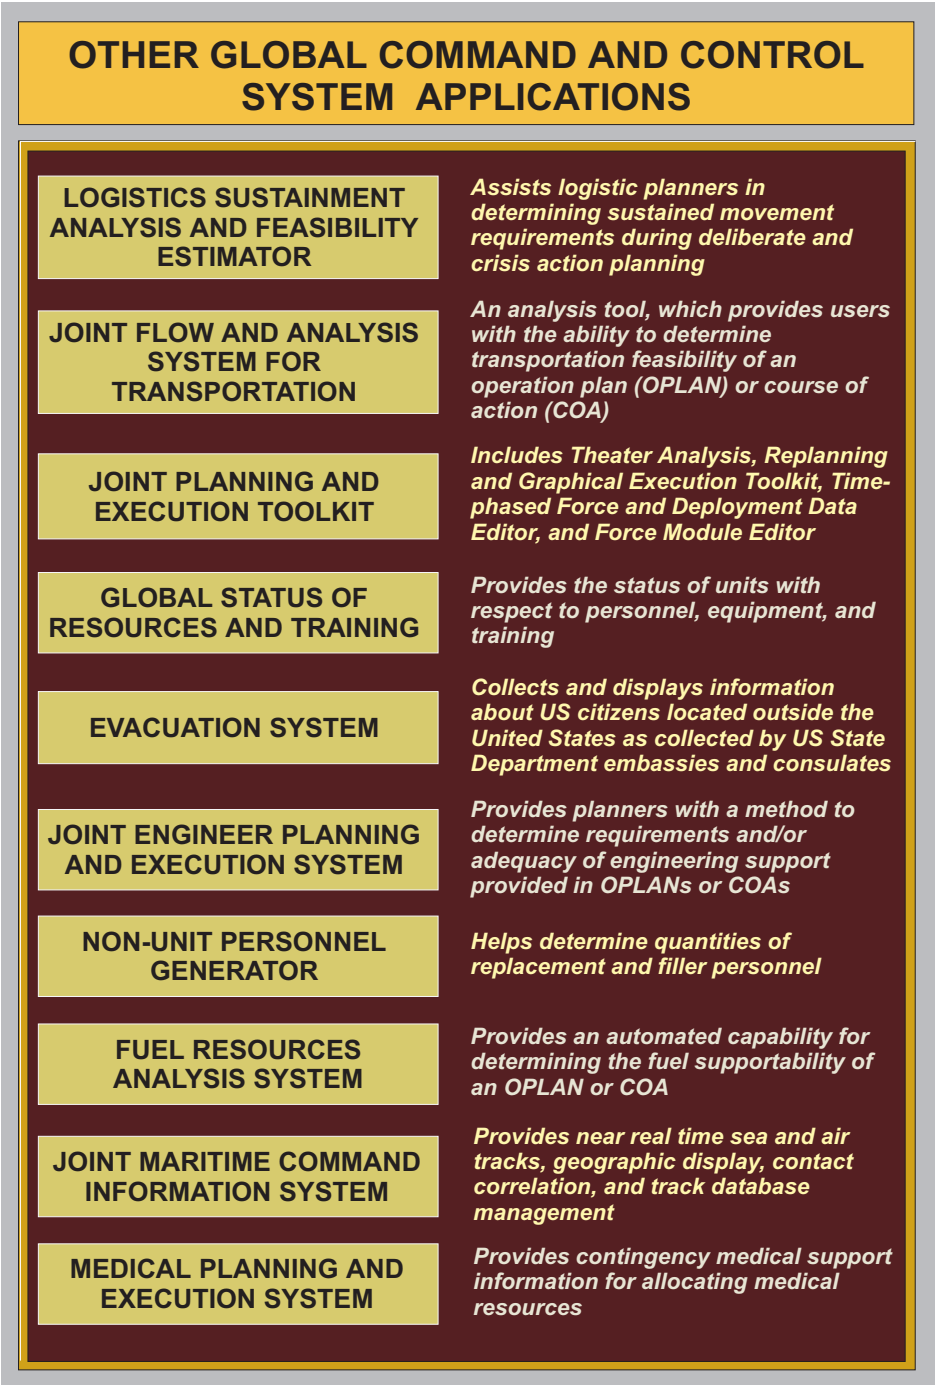 OTHER GLOBAL COMMAND AND CONTROL
SYSTEM APPLICATIONS
LOGISTICS SUSTAINMENT
ANALYSIS AND FEASIBILITY
ESTIMATOR
Assists logistic planners in
determining sustained movement
requirements during deliberate and
crisis action planning
JOINT FLOW AND ANALYSIS
SYSTEM FOR
TRANSPORTATION
An analysis tool, which provides users
with the ability to determine
transportation feasibility of an
operation plan (OPLAN) or course of
action (COA)
JOINT PLANNING AND
EXECUTION TOOLKIT
Includes Theater Analysis, Replanning
and Graphical Execution Toolkit, Time-
phased Force and Deployment Data
Editor, and Force Module Editor
GLOBAL STATUS OF
RESOURCES AND TRAINING
Provides the status of units with
respect to personnel, equipment, and
training
EVACUATION SYSTEM
Collects and displays information
about US citizens located outside the
United States as collected by US State
Department embassies and consulates
JOINT ENGINEER PLANNING
AND EXECUTION SYSTEM
Provides planners with a method to
determine requirements and/or
adequacy of engineering support
provided in OPLANs or COAs
NON-UNIT PERSONNEL
GENERATOR
Helps determine quantities of
replacement and filler personnel
FUEL RESOURCES
ANALYSIS SYSTEM
Provides an automated capability for
determining the fuel supportability of
an OPLAN or COA
JOINT MARITIME COMMAND
INFORMATION SYSTEM
Provides near real time sea and air
tracks, geographic display, contact
correlation, and track database
management
MEDICAL PLANNING AND
EXECUTION SYSTEM
Provides contingency medical support
information for allocating medical
resources